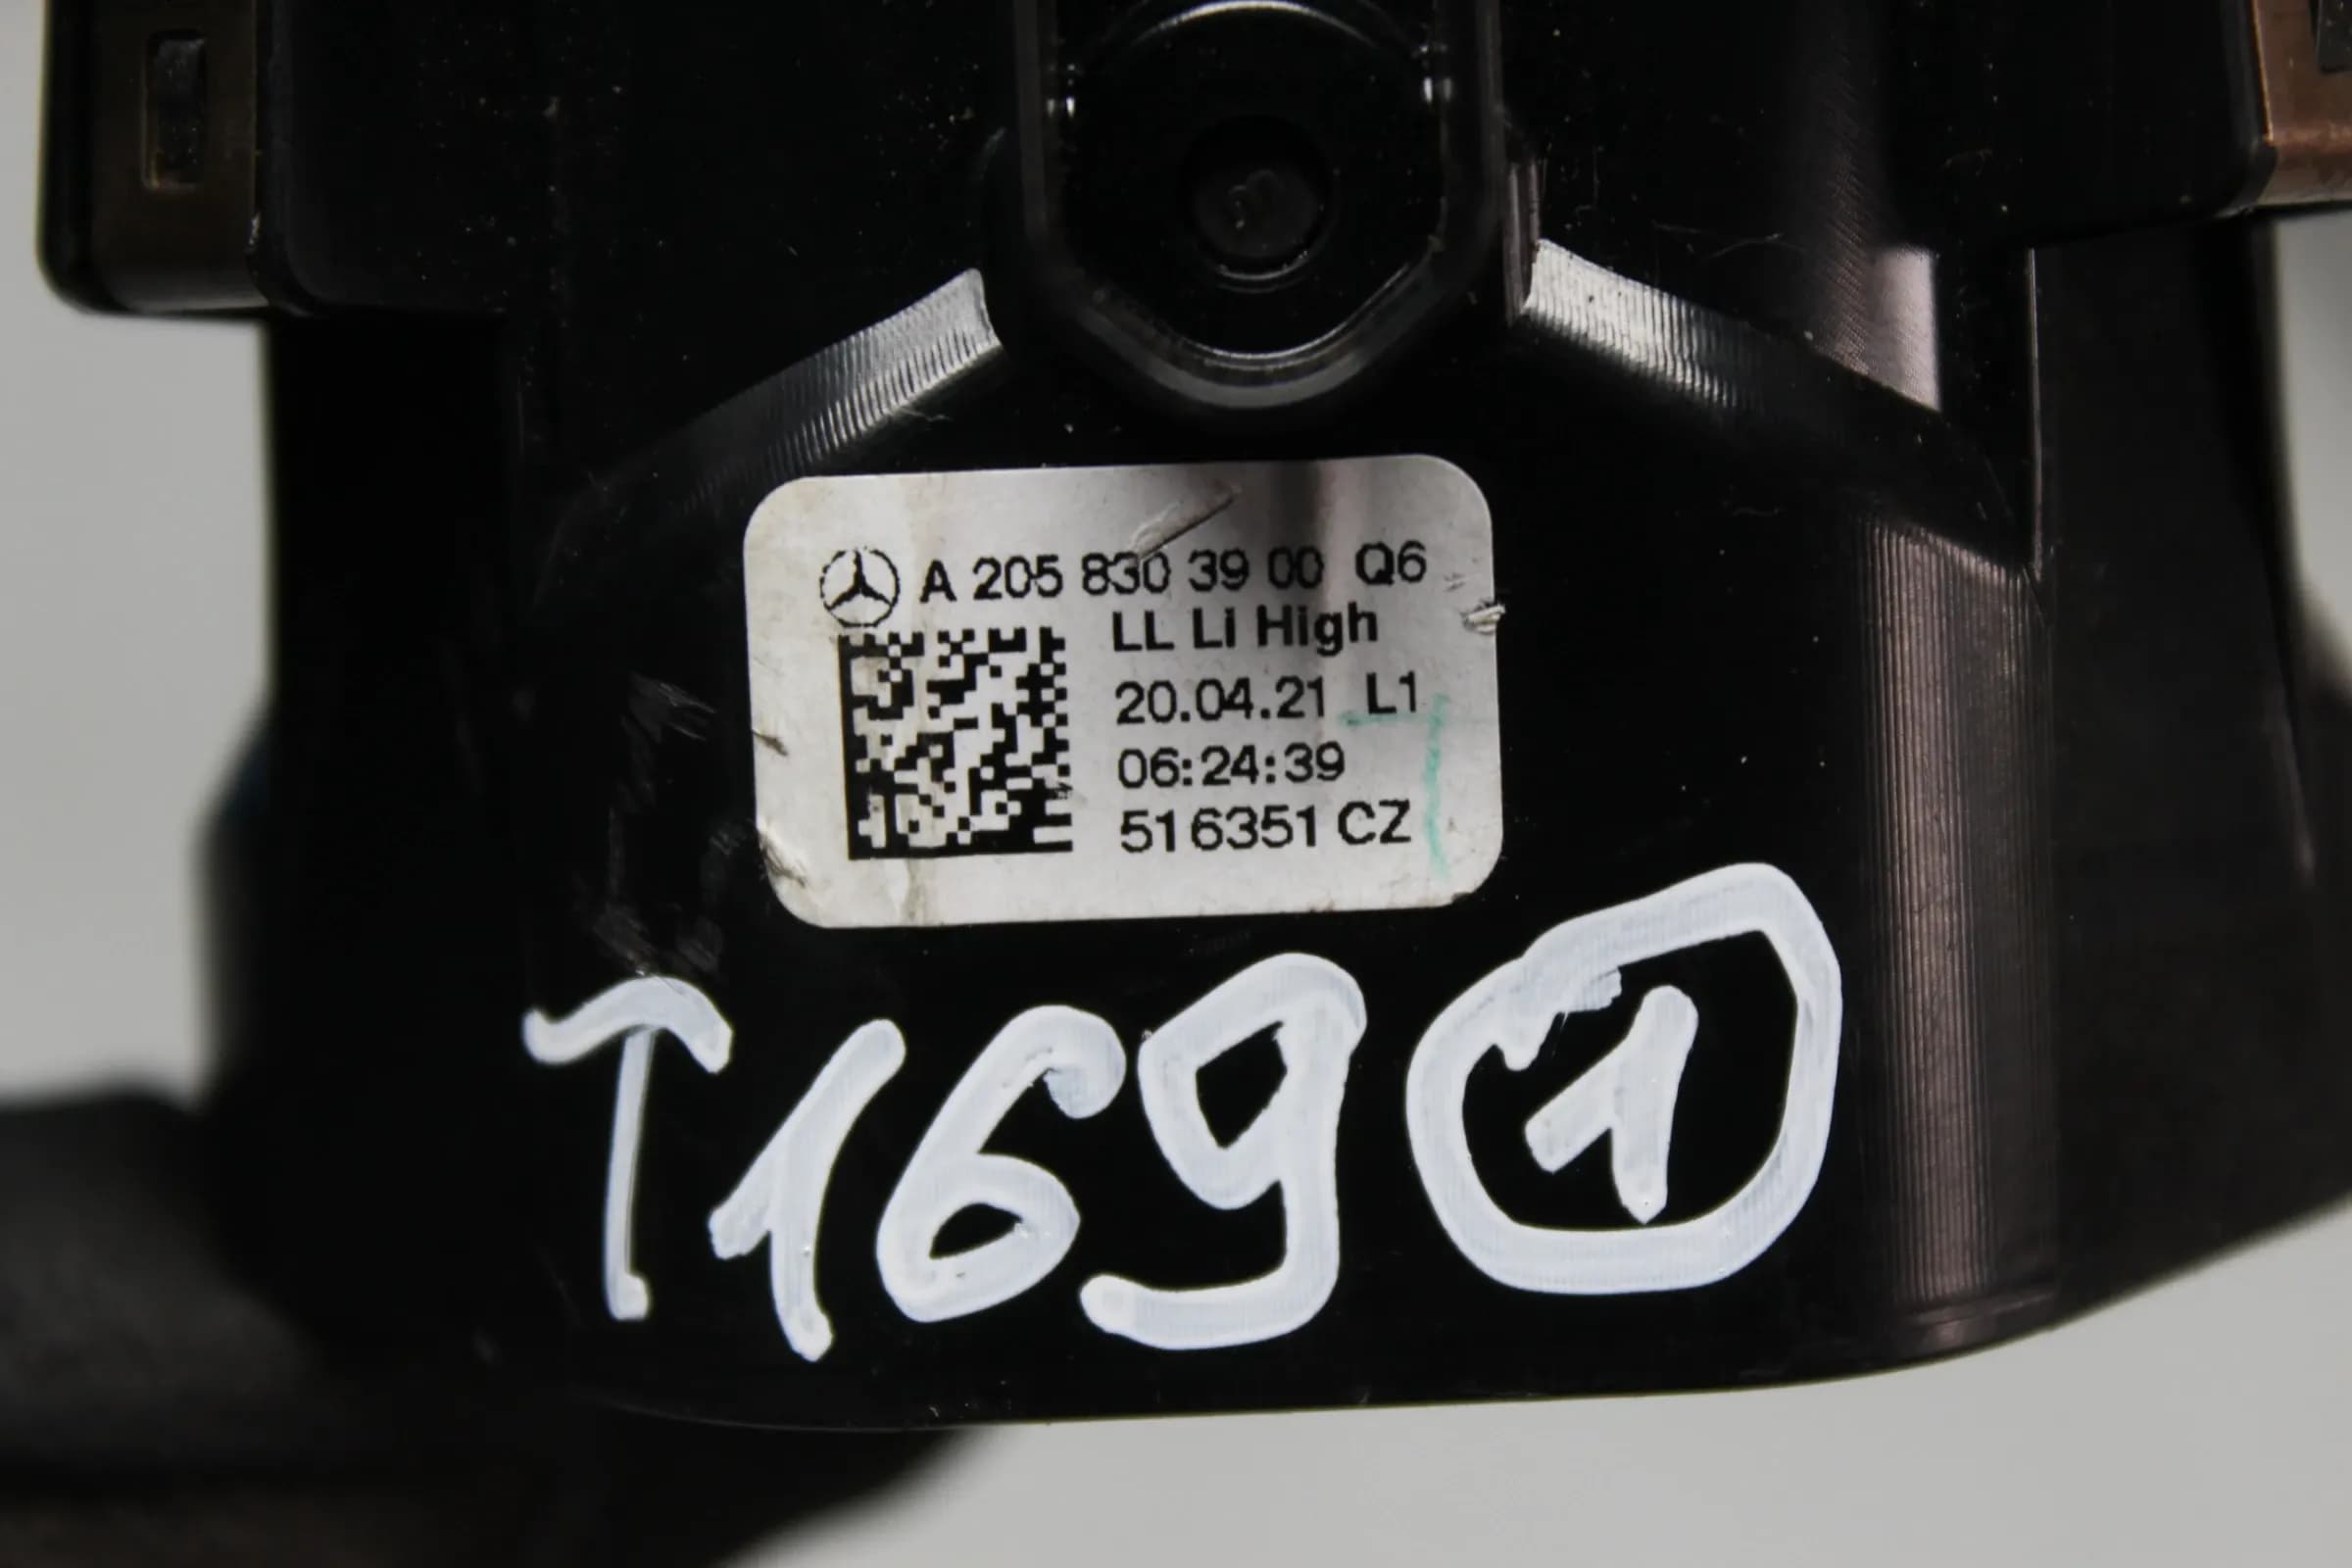 A 205 830 39 00 Q6
LL Li High
20.04.21 L1
06:24:39
516351 CZ
T169 1